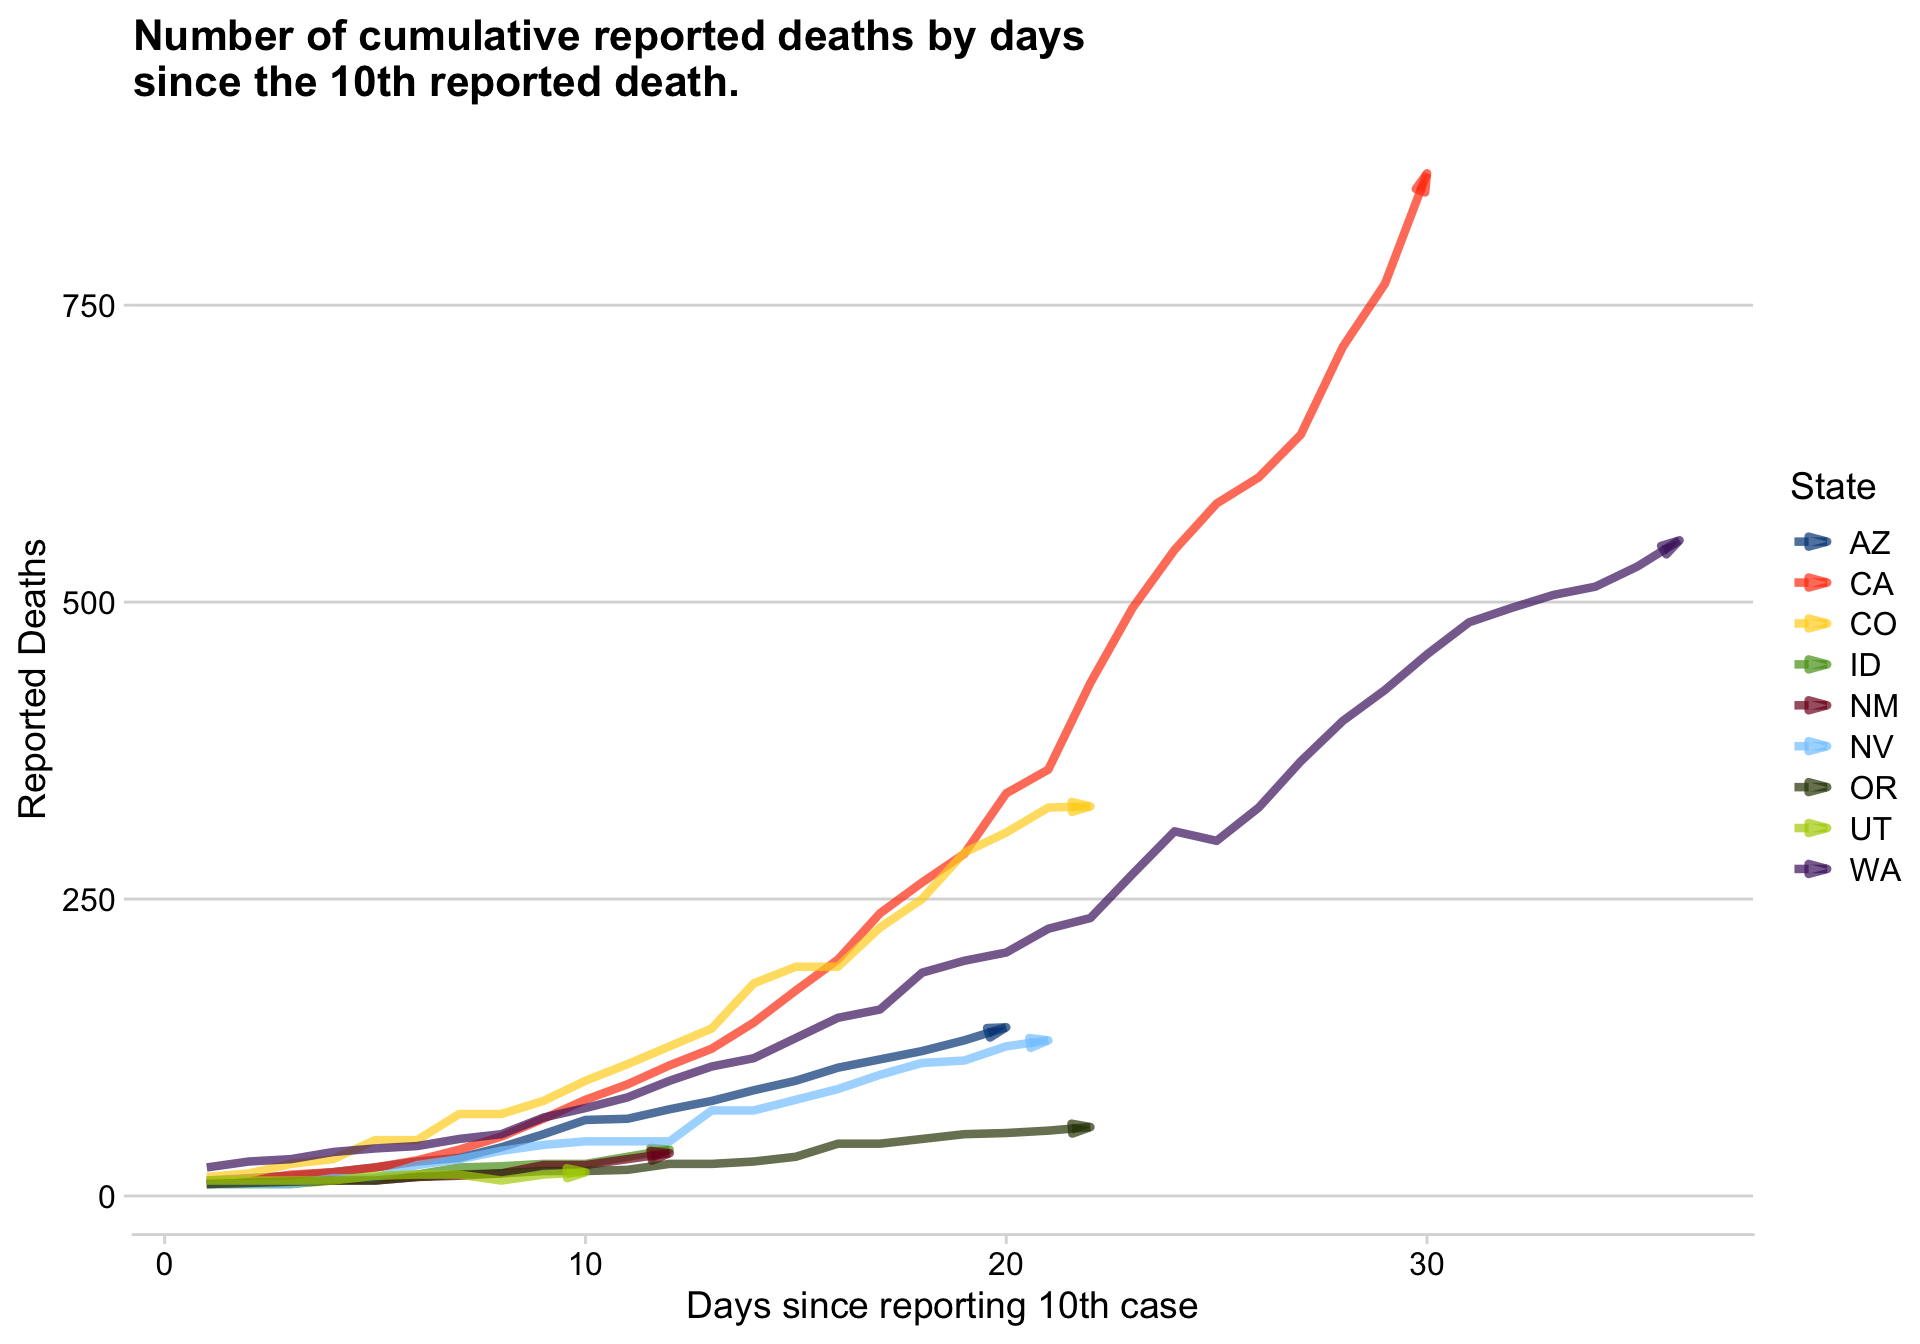 Number of cumulative reported deaths by days
since the 10th reported death.
750
500
250
0
Reported Deaths
0
10
20
30
Days since reporting 10th case
State
AZ
CA
CO
ID
NM
NV
OR
UT
WA